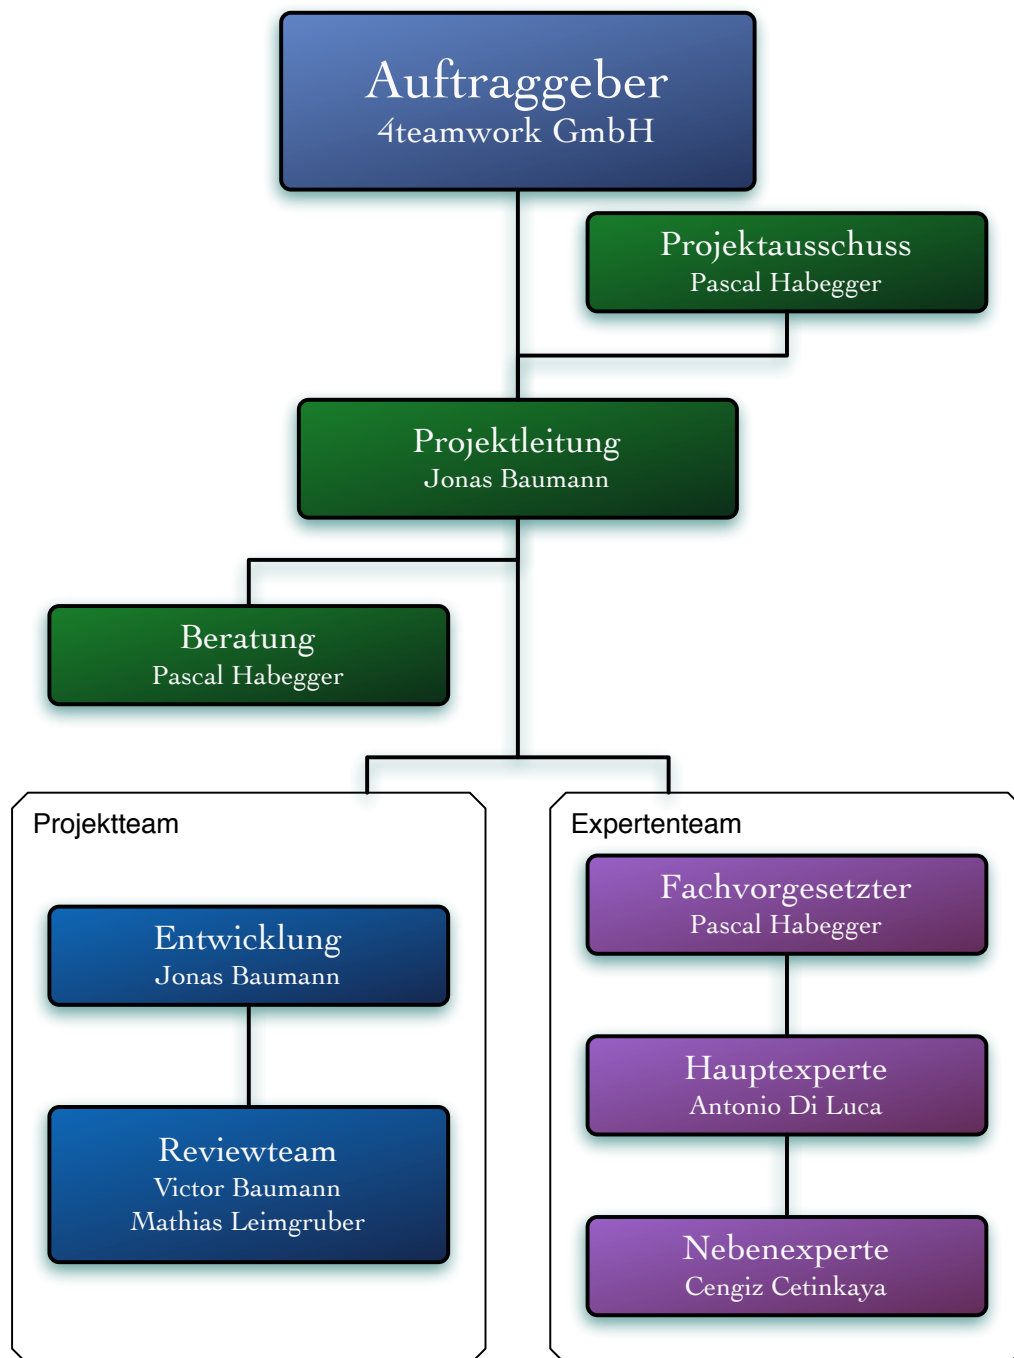 Auftraggeber
4teamwork GmbH
Projektausschuss
Pascal Habegger
Projektleitung
Jonas Baumann
Beratung
Pascal Habegger
Projektteam
Entwicklung
Jonas Baumann
Reviewteam
Victor Baumann
Mathias Leimgruber
Expertenteam
Fachvorgesetzter
Pascal Habegger
Hauptexperte
Antonio Di Luca
Nebenexperte
Cengiz Cetinkaya